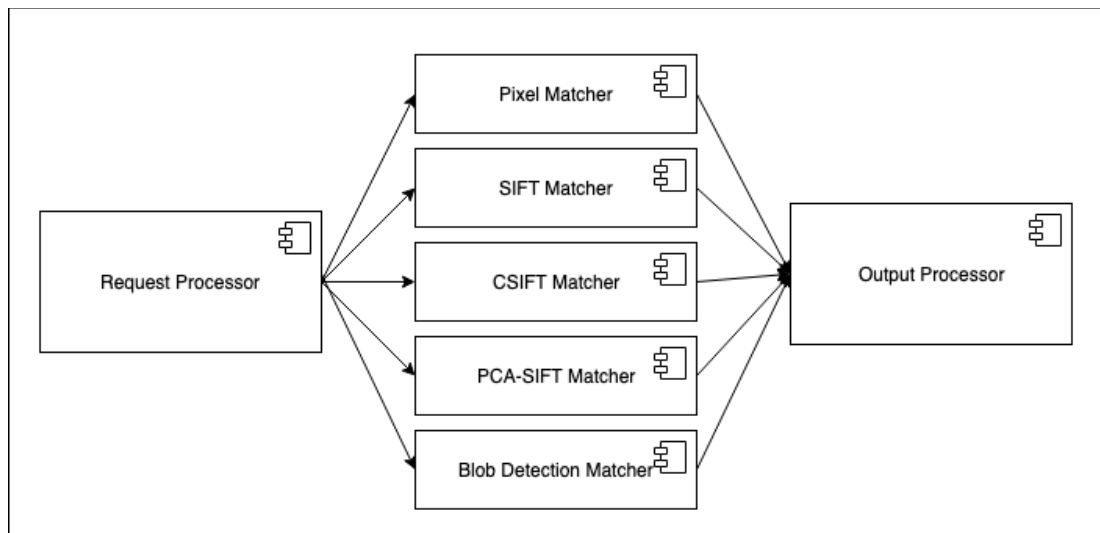 Request Processor
Pixel Matcher
SIFT Matcher
CSIFT Matcher
PCA-SIFT Matcher
Blob Detection Matcher
Output Processor